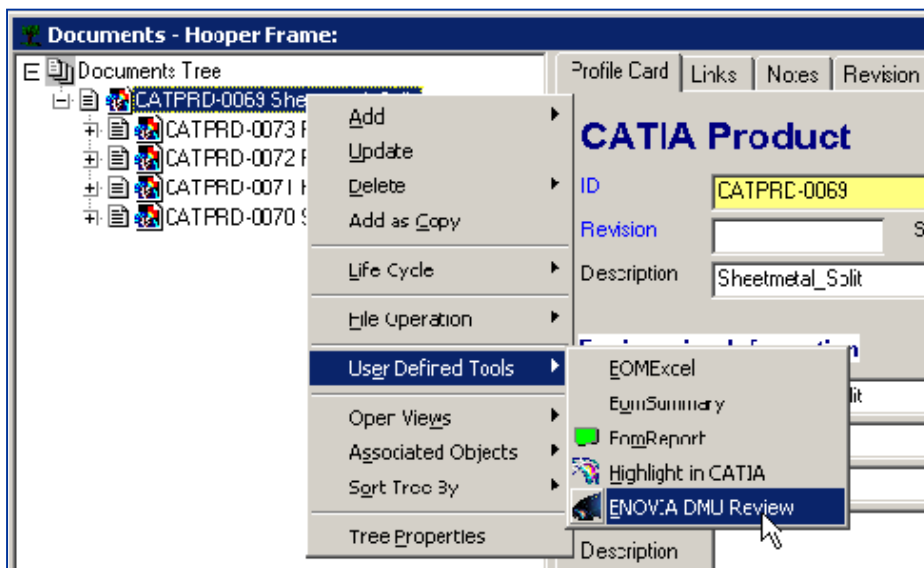 Documents - Hooper Frame:
Documents Tree
CATPRD-0069 She
CATPRD-0073
CATPRD-0072
CATPRD-0071
CATPRD-0070 S
Add
Update
Delete
Add as Copy
Life Cycle
File Operation
User Defined Tools
Open Views
Associated Objects
Sort Tree By
Tree Properties
BOMExcel
BomSummary
BomReport
Highlight in CATIA
ENOVIA DMU Review
Profile Card
Links
Notes
Revision
CATIA Product
ID
CATPRD-0069
Revision
S
Description
Sheetmetal_Split
lit
Description